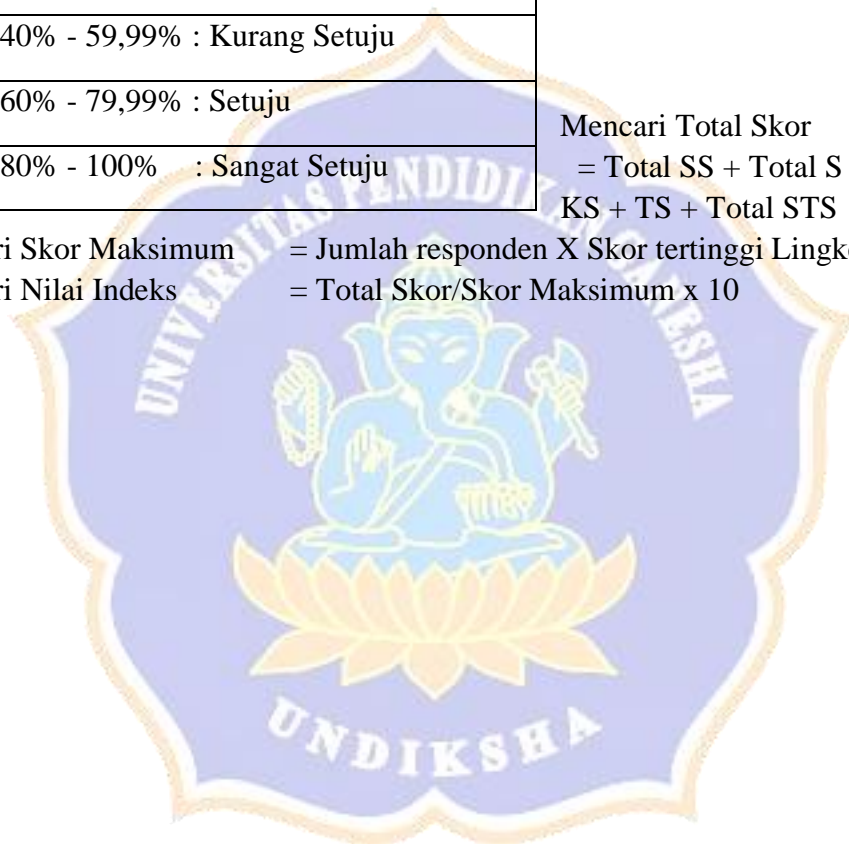 40% - 59,99% : Kurang Setuju
60% - 79,99% : Setuju
80% - 100% : Sangat Setuju
Mencari Total Skor
= Total SS + Total S
KS + TS + Total STS
Skor Maksimum = Jumlah responden X Skor tertinggi
Nilai Indeks = Total Skor/Skor Maksimum x 10
UNIVERSITAS PENDIDIKAN GANESHA
UNDIKSHA